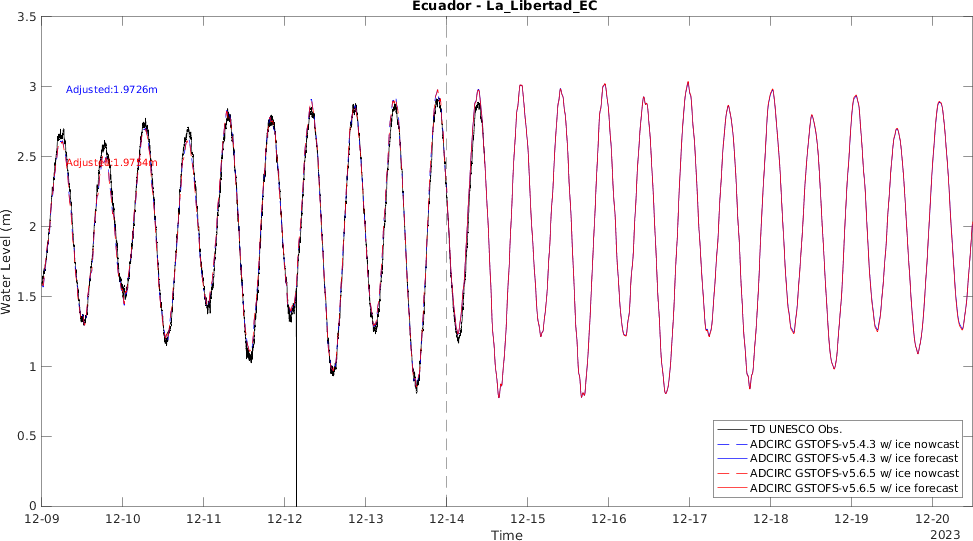 Ecuador - La_Libertad_EC
Water Level (m)
3.5
3
2.5
2
1.5
1
0.5
0
Adjusted:1.9726m
Adjusted:1.9754m
TD UNESCO Obs.
ADCIRC GSTOFS-v5.4.3 w/ ice nowcast
ADCIRC GSTOFS-v5.4.3 w/ ice forecast
ADCIRC GSTOFS-v5.6.5 w/ ice nowcast
ADCIRC GSTOFS-v5.6.5 w/ ice forecast
12-09 12-10 12-11 12-12 12-13 12-14 12-15 12-16 12-17 12-18 12-19 12-20
2023
Time